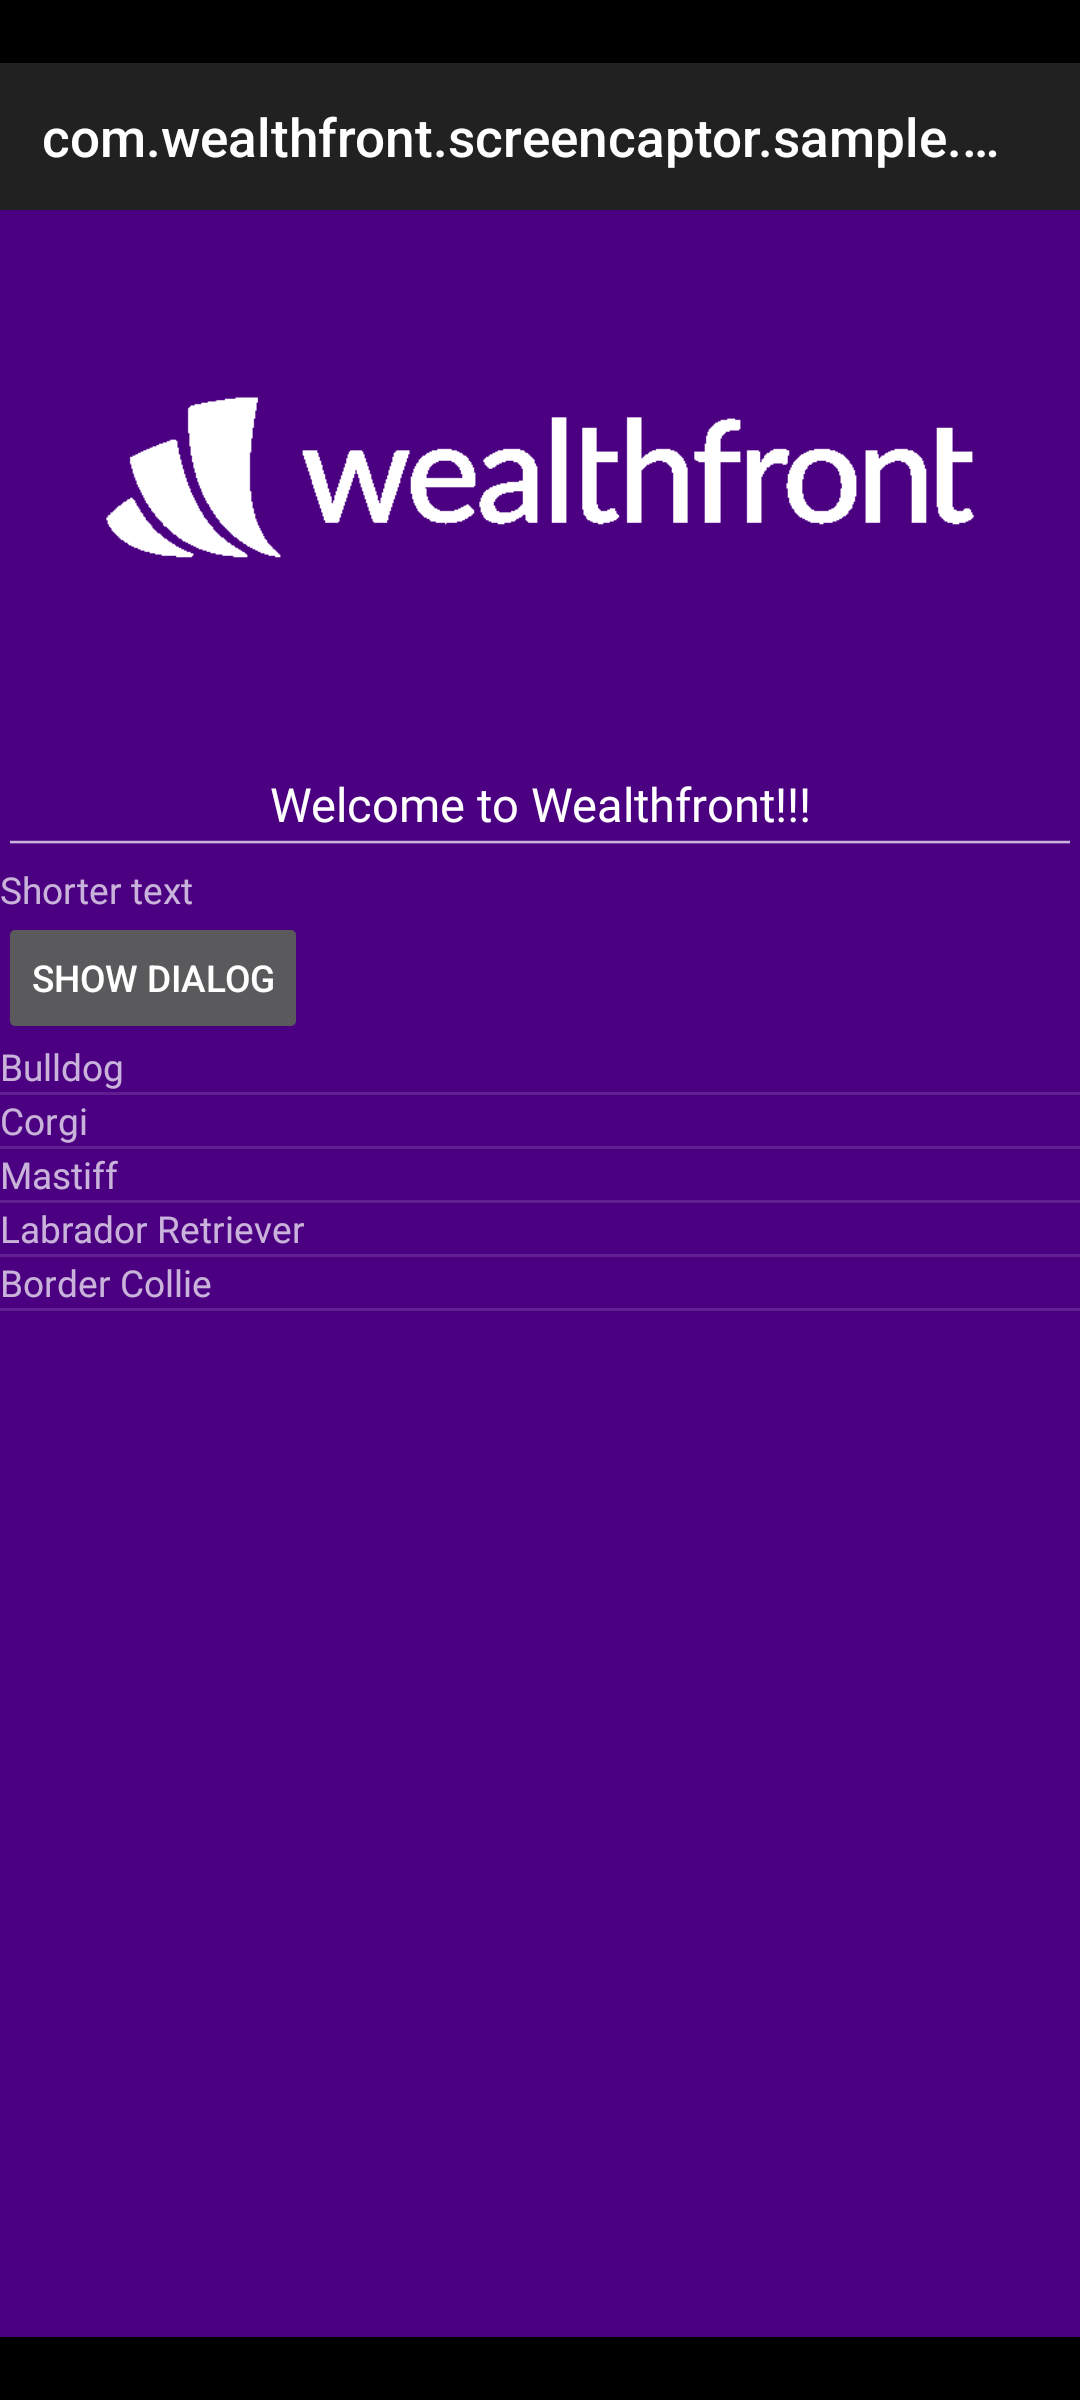 com.wealthfront.screencaptor.sample.…
wealthfront
Welcome to Wealthfront!!!
Shorter text
SHOW DIALOG
Bulldog
Corgi
Mastiff
Labrador Retriever
Border Collie